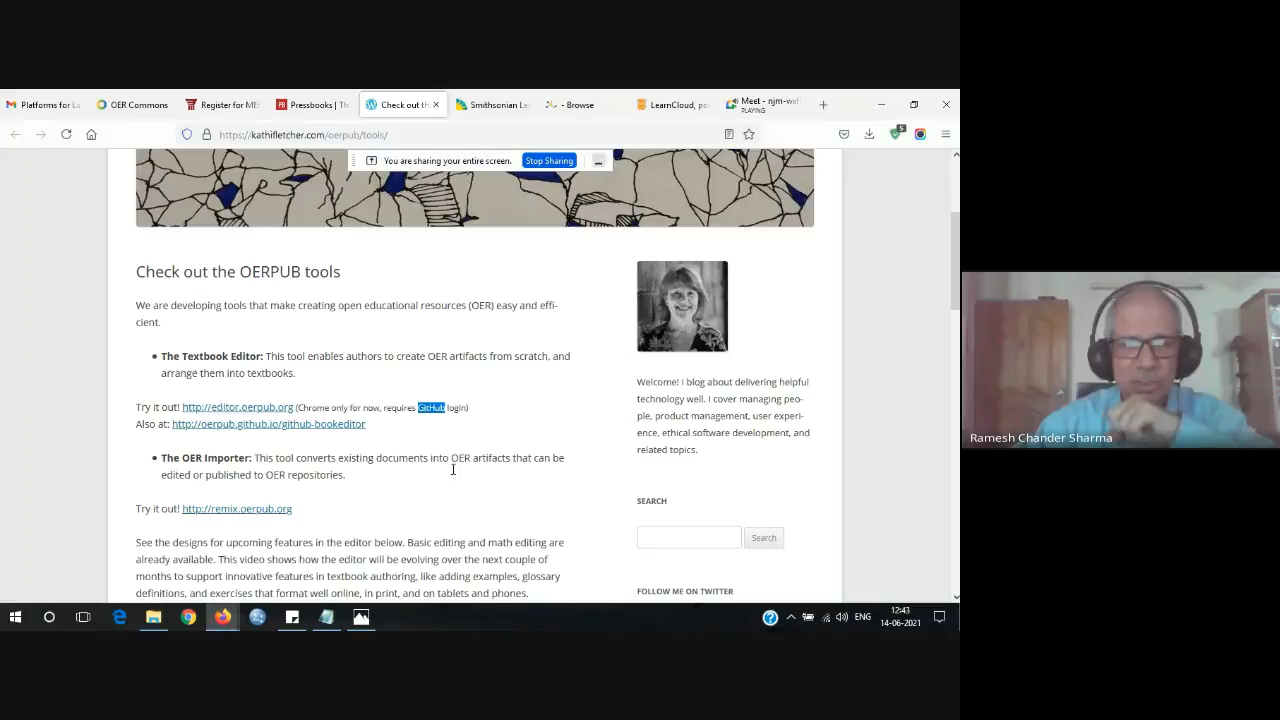 Platforms for La
OER Commons
Register for MER
Pressbooks | Th
Check out th
Smithsonian Le
- Browse
LearnCloud, po
Meet - njm-wxf
PLAYING
https://kathifletcher.com/oerpub/tools/
5
You are sharing your entire screen.
Stop Sharing
Check out the OERPUB tools
We are developing tools that make creating open educational resources (OER) easy and effi-
cient.
• The Textbook Editor: This tool enables authors to create OER artifacts from scratch, and
arrange them into textbooks.
Try it out! http://editor.oerpub.org (Chrome only for now, requires GitHub login)
Also at: http://oerpub.github.io/github-bookeditor
• The OER Importer: This tool converts existing documents into OER artifacts that can be
edited or published to OER repositories.
Try it out! http://remix.oerpub.org
See the designs for upcoming features in the editor below. Basic editing and math editing are
already available. This video shows how the editor will be evolving over the next couple of
months to support innovative features in textbook authoring, like adding examples, glossary
definitions, and exercises that format well online, in print, and on tablets and phones.
Welcome! I blog about delivering helpful
technology well. I cover managing peo-
ple, product management, user experi-
ence, ethical software development, and
related topics.
SEARCH
Search
FOLLOW ME ON TWITTER
Ramesh Chander Sharma
ENG
12:43
14-06-2021